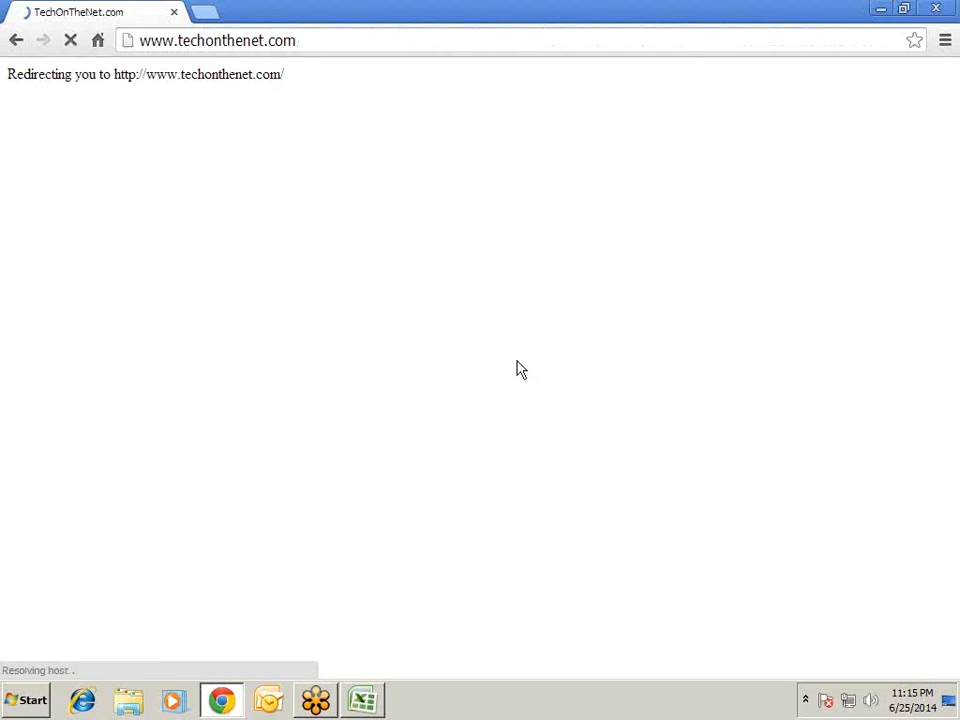 TechOnTheNet.com
www.techonthenet.com
Redirecting you to http://www.techonthenet.com/
Resolving host...
Start
11:15 PM
6/25/2014